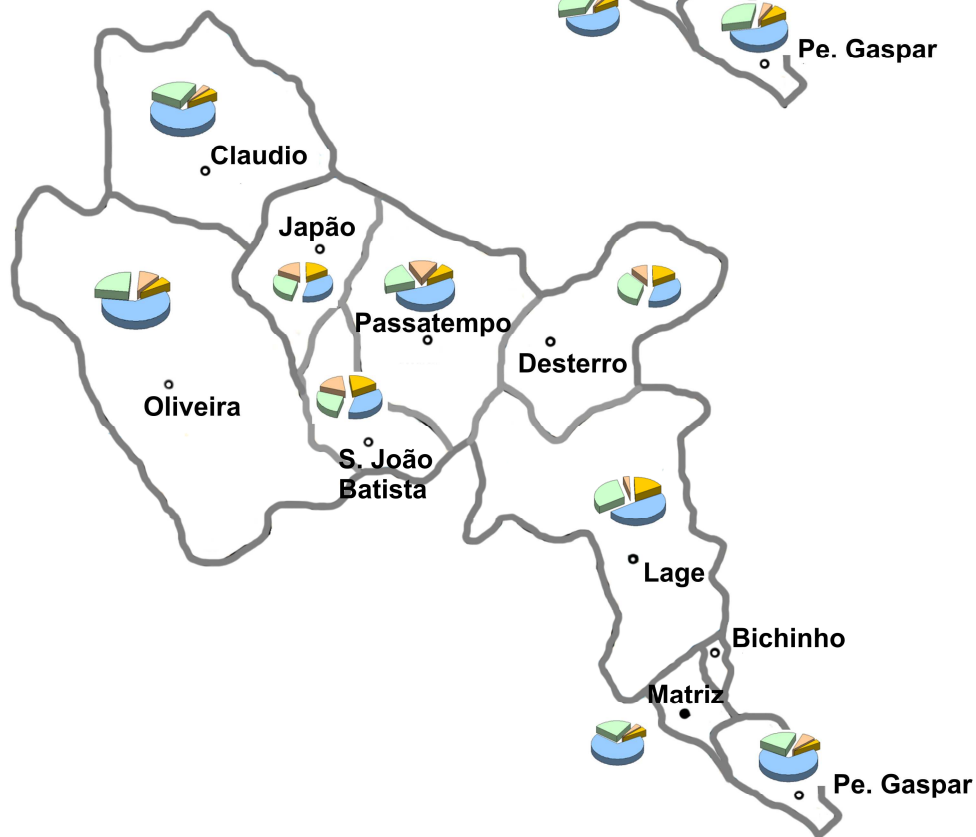 Pe. Gaspar
Claudio
Japão
Passatempo
Desterro
Oliveira
S. João
Batista
Lage
Bichinho
Matriz
Pe. Gaspar